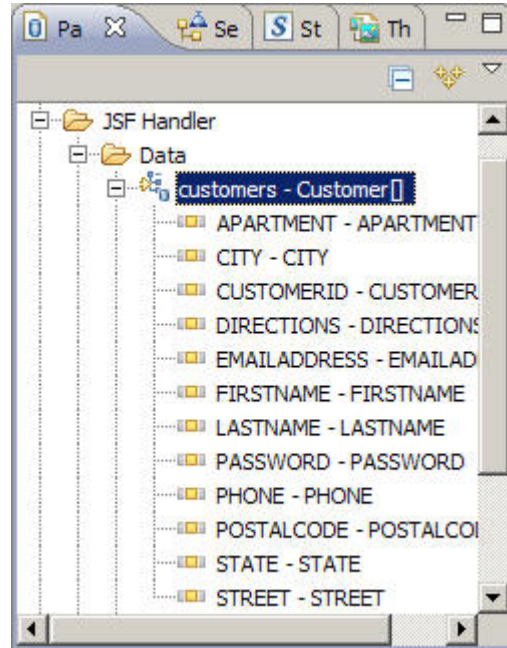 Pa Se St Th
JSF Handler
Data
customers - Customer[]
APARTMENT - APARTMENT
CITY - CITY
CUSTOMERID - CUSTOMER
DIRECTIONS - DIRECTIONS
EMAILADDRESS - EMAILAD
FIRSTNAME - FIRSTNAME
LASTNAME - LASTNAME
PASSWORD - PASSWORD
PHONE - PHONE
POSTALCODE - POSTALCO
STATE - STATE
STREET - STREET